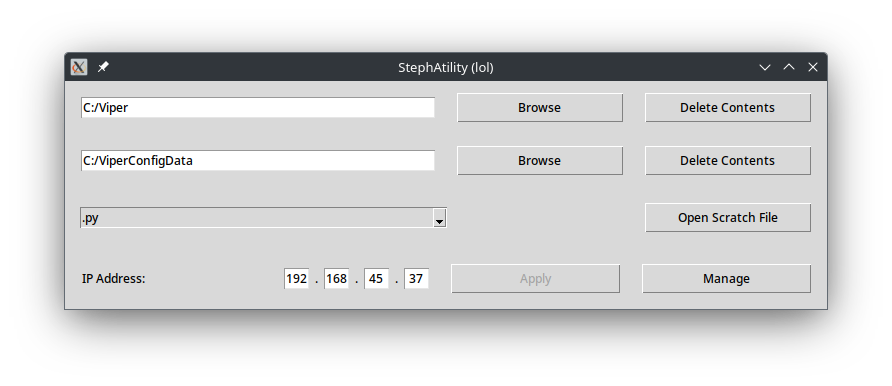 StephAtility (lol)
C:/Viper Browse Delete Contents
C:/ViperConfigData Browse Delete Contents
.py Open Scratch File
IP Address: 192 . 168 . 45 . 37 Apply Manage